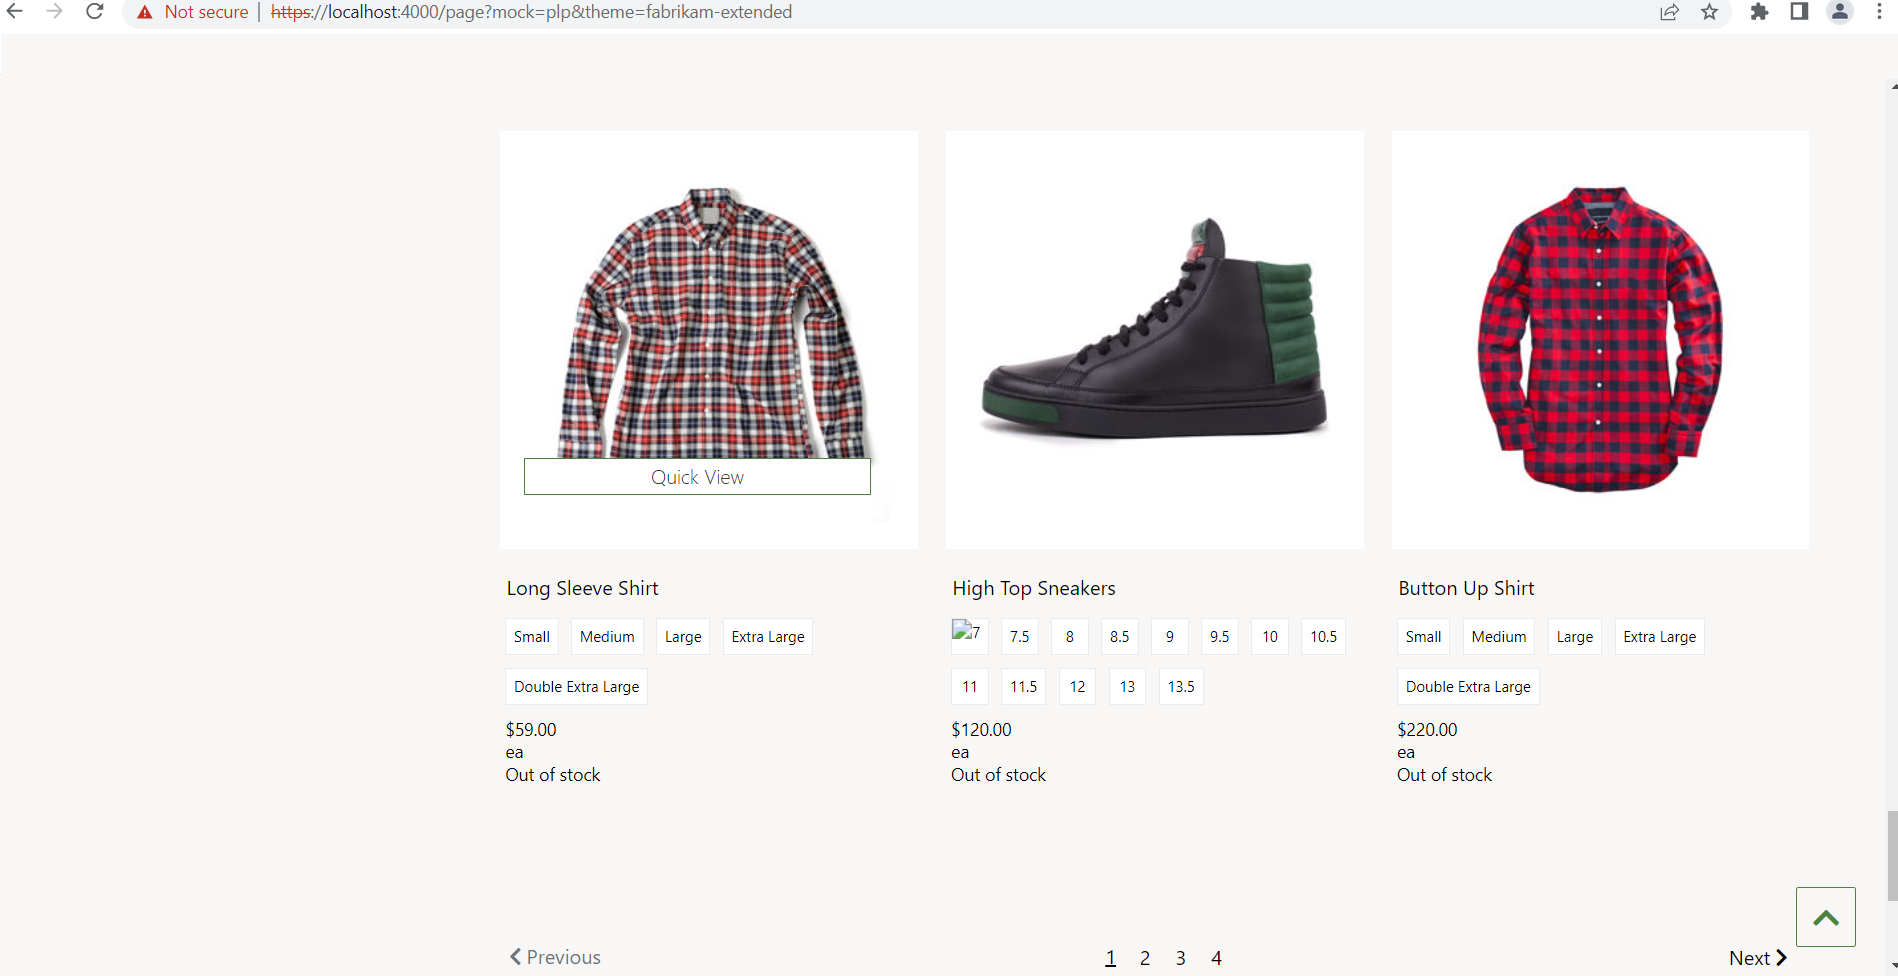 Not secure | https://localhost:4000/page?mock=plp&theme=fabrikam-extended
Quick View
Long Sleeve Shirt
Small Medium Large Extra Large
Double Extra Large
$59.00
ea
Out of stock
High Top Sneakers
7 7.5 8 8.5 9 9.5 10 10.5
11 11.5 12 13 13.5
$120.00
ea
Out of stock
Button Up Shirt
Small Medium Large Extra Large
Double Extra Large
$220.00
ea
Out of stock
Previous 1 2 3 4 Next